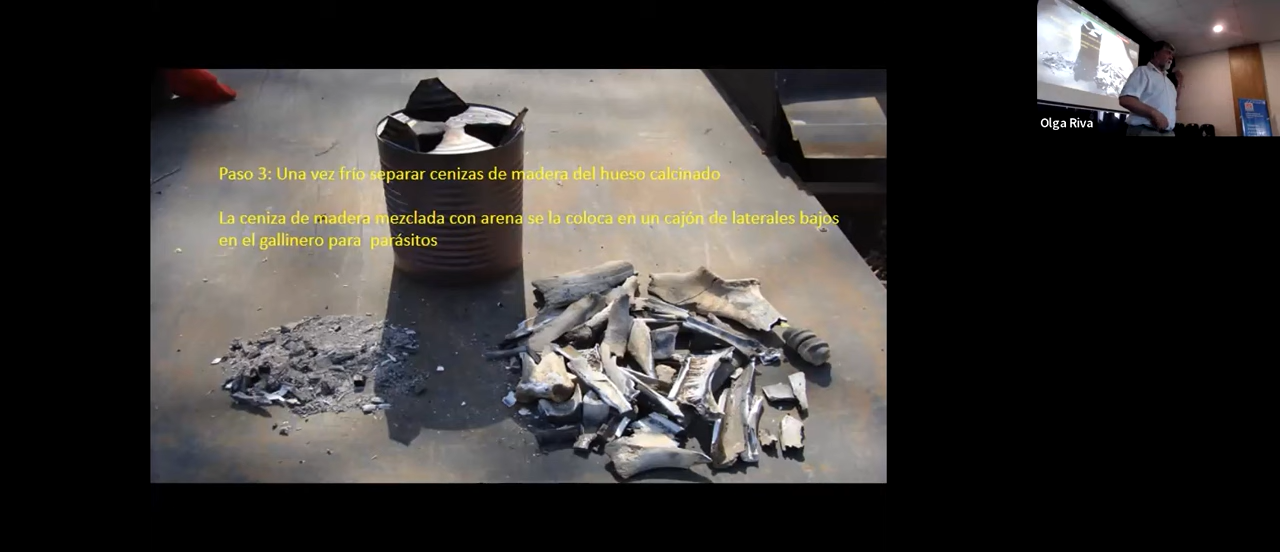 Paso 3: Una vez frío separar cenizas de madera del hueso calcinado
La ceniza de madera mezclada con arena se la coloca en un cajón de laterales bajos
en el gallinero para  parásitos
Olga Riva